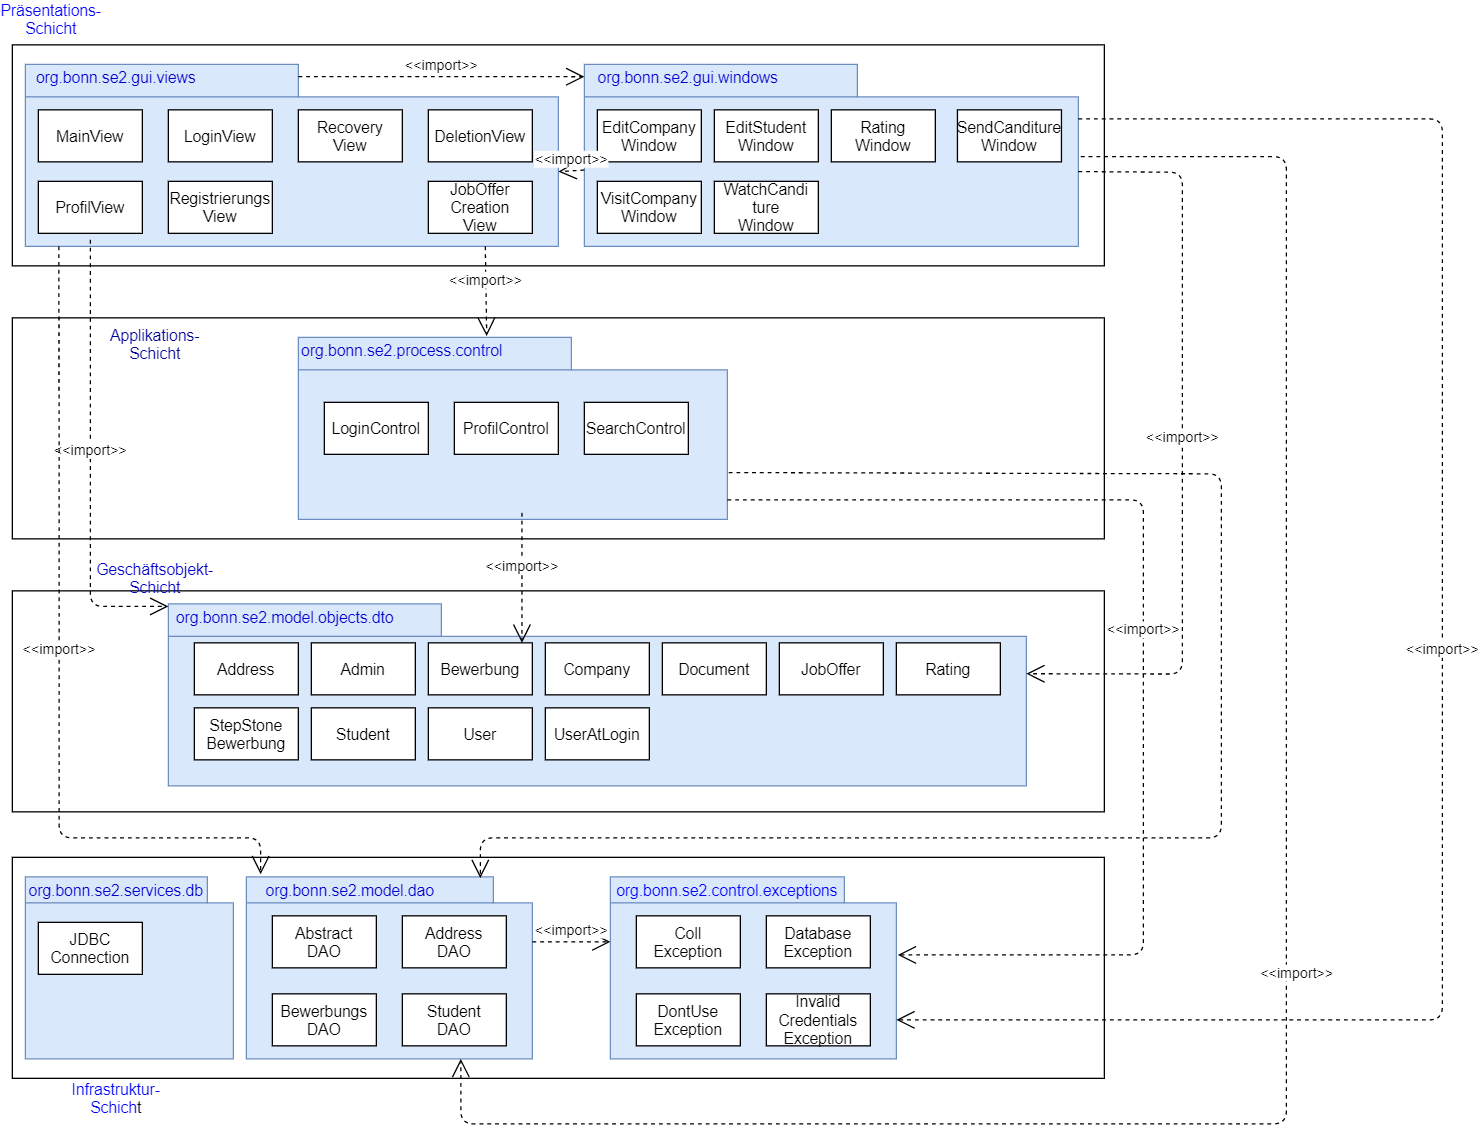 Präsentations-
Schicht
org.bonn.se2.gui.views
<<import>>
org.bonn.se2.gui.windows
MainView
LoginView
Recovery
View
DeletionView
EditCompany
Window
EditStudent
Window
Rating
Window
SendCanditure
Window
<<import>>
ProfilView
Registrierungs
View
JobOffer
Creation
View
VisitCompany
Window
WatchCandi
ture
Window
<<import>>
Applikations-
Schicht
org.bonn.se2.process.control
LoginControl
ProfilControl
SearchControl
<<import>>
<<import>>
<<import>>
Geschäftsobjekt-
Schicht
org.bonn.se2.model.objects.dto
<<import>>
<<import>>
<<import>>
Address
Admin
Bewerbung
Company
Document
JobOffer
Rating
StepStone
Bewerbung
Student
User
UserAtLogin
org.bonn.se2.services.db
org.bonn.se2.model.dao
org.bonn.se2.control.exceptions
JDBC
Connection
Abstract
DAO
Address
DAO
<<import>>
Coll
Exception
Database
Exception
<<import>>
Bewerbungs
DAO
Student
DAO
DontUse
Exception
Invalid
Credentials
Exception
Infrastruktur-
Schicht